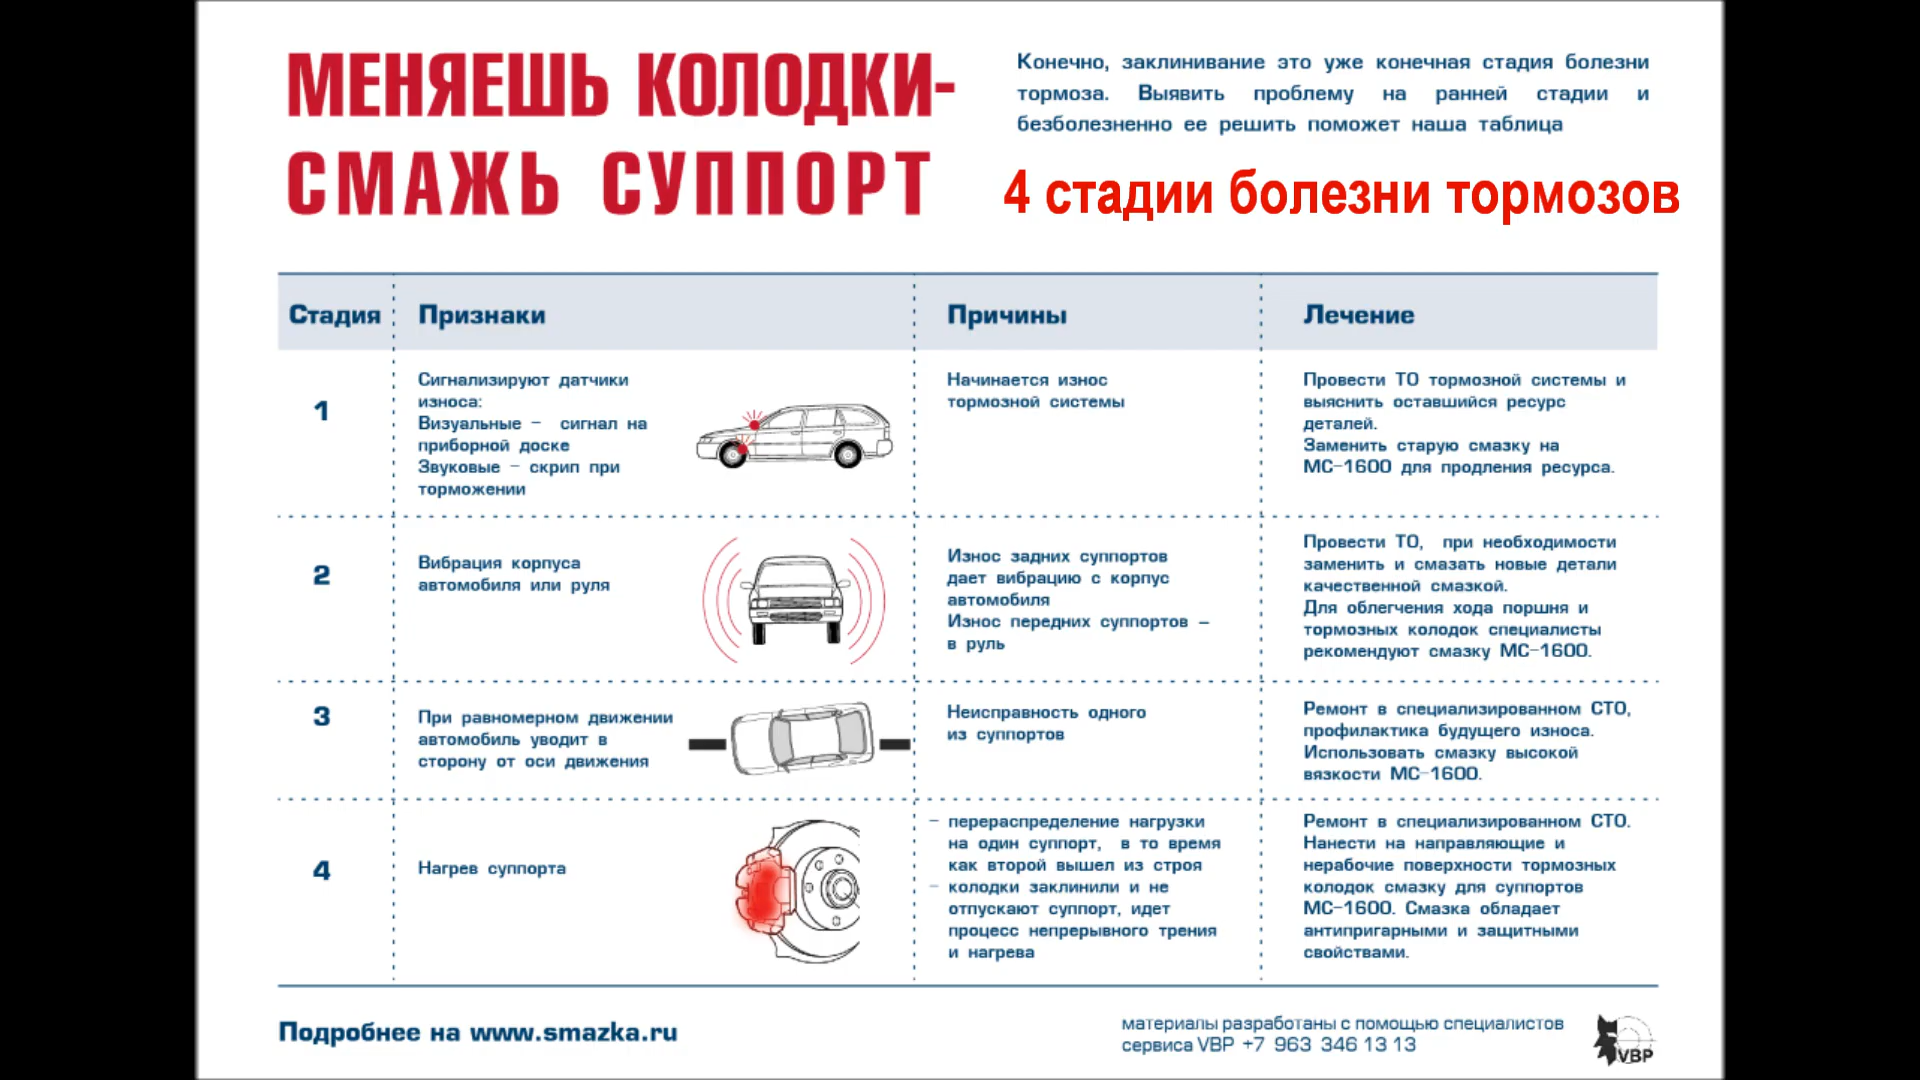 МЕНЯЕШЬ КОЛОДКИ-
СМАЖЬ СУППОРТ
Конечно, заклинивание это уже конечная стадия болезни
тормоза. Выявить проблему на ранней стадии и
безболезненно ее решить поможет наша таблица
4 стадии болезни тормозов
Стадия
Признаки
Причины
Лечение
1
Сигнализируют датчики
износа:
Визуальные – сигнал на
приборной доске
Звуковые – скрип при
торможении
Начинается износ
тормозной системы
Провести ТО тормозной системы и
выяснить оставшийся ресурс
деталей.
Заменить старую смазку на
МС-1600 для продления ресурса.
2
Вибрация корпуса
автомобиля или руля
Износ задних суппортов
дает вибрацию с корпус
автомобиля
Износ передних суппортов –
в руль
Провести ТО, при необходимости
заменить и смазать новые детали
качественной смазкой.
Для облегчения хода поршня и
тормозных колодок специалисты
рекомендуют смазку МС-1600.
3
При равномерном движении
автомобиль уводит в
сторону от оси движения
Неисправность одного
из суппортов
Ремонт в специализированном СТО,
профилактика будущего износа.
Использовать смазку высокой
вязкости МС-1600.
4
Нагрев суппорта
– перераспределение нагрузки
на один суппорт, в то время
как второй вышел из строя
– колодки заклинили и не
отпускают суппорт, идет
процесс непрерывного трения
и нагрева
Ремонт в специализированном СТО.
Нанести на направляющие и
нерабочие поверхности тормозных
колодок смазку для суппортов
МС-1600. Смазка обладает
антипригарными и защитными
свойствами.
Подробнее на www.smazka.ru
материалы разработаны с помощью специалистов
сервиса VBP +7 963 346 13 13
VBP